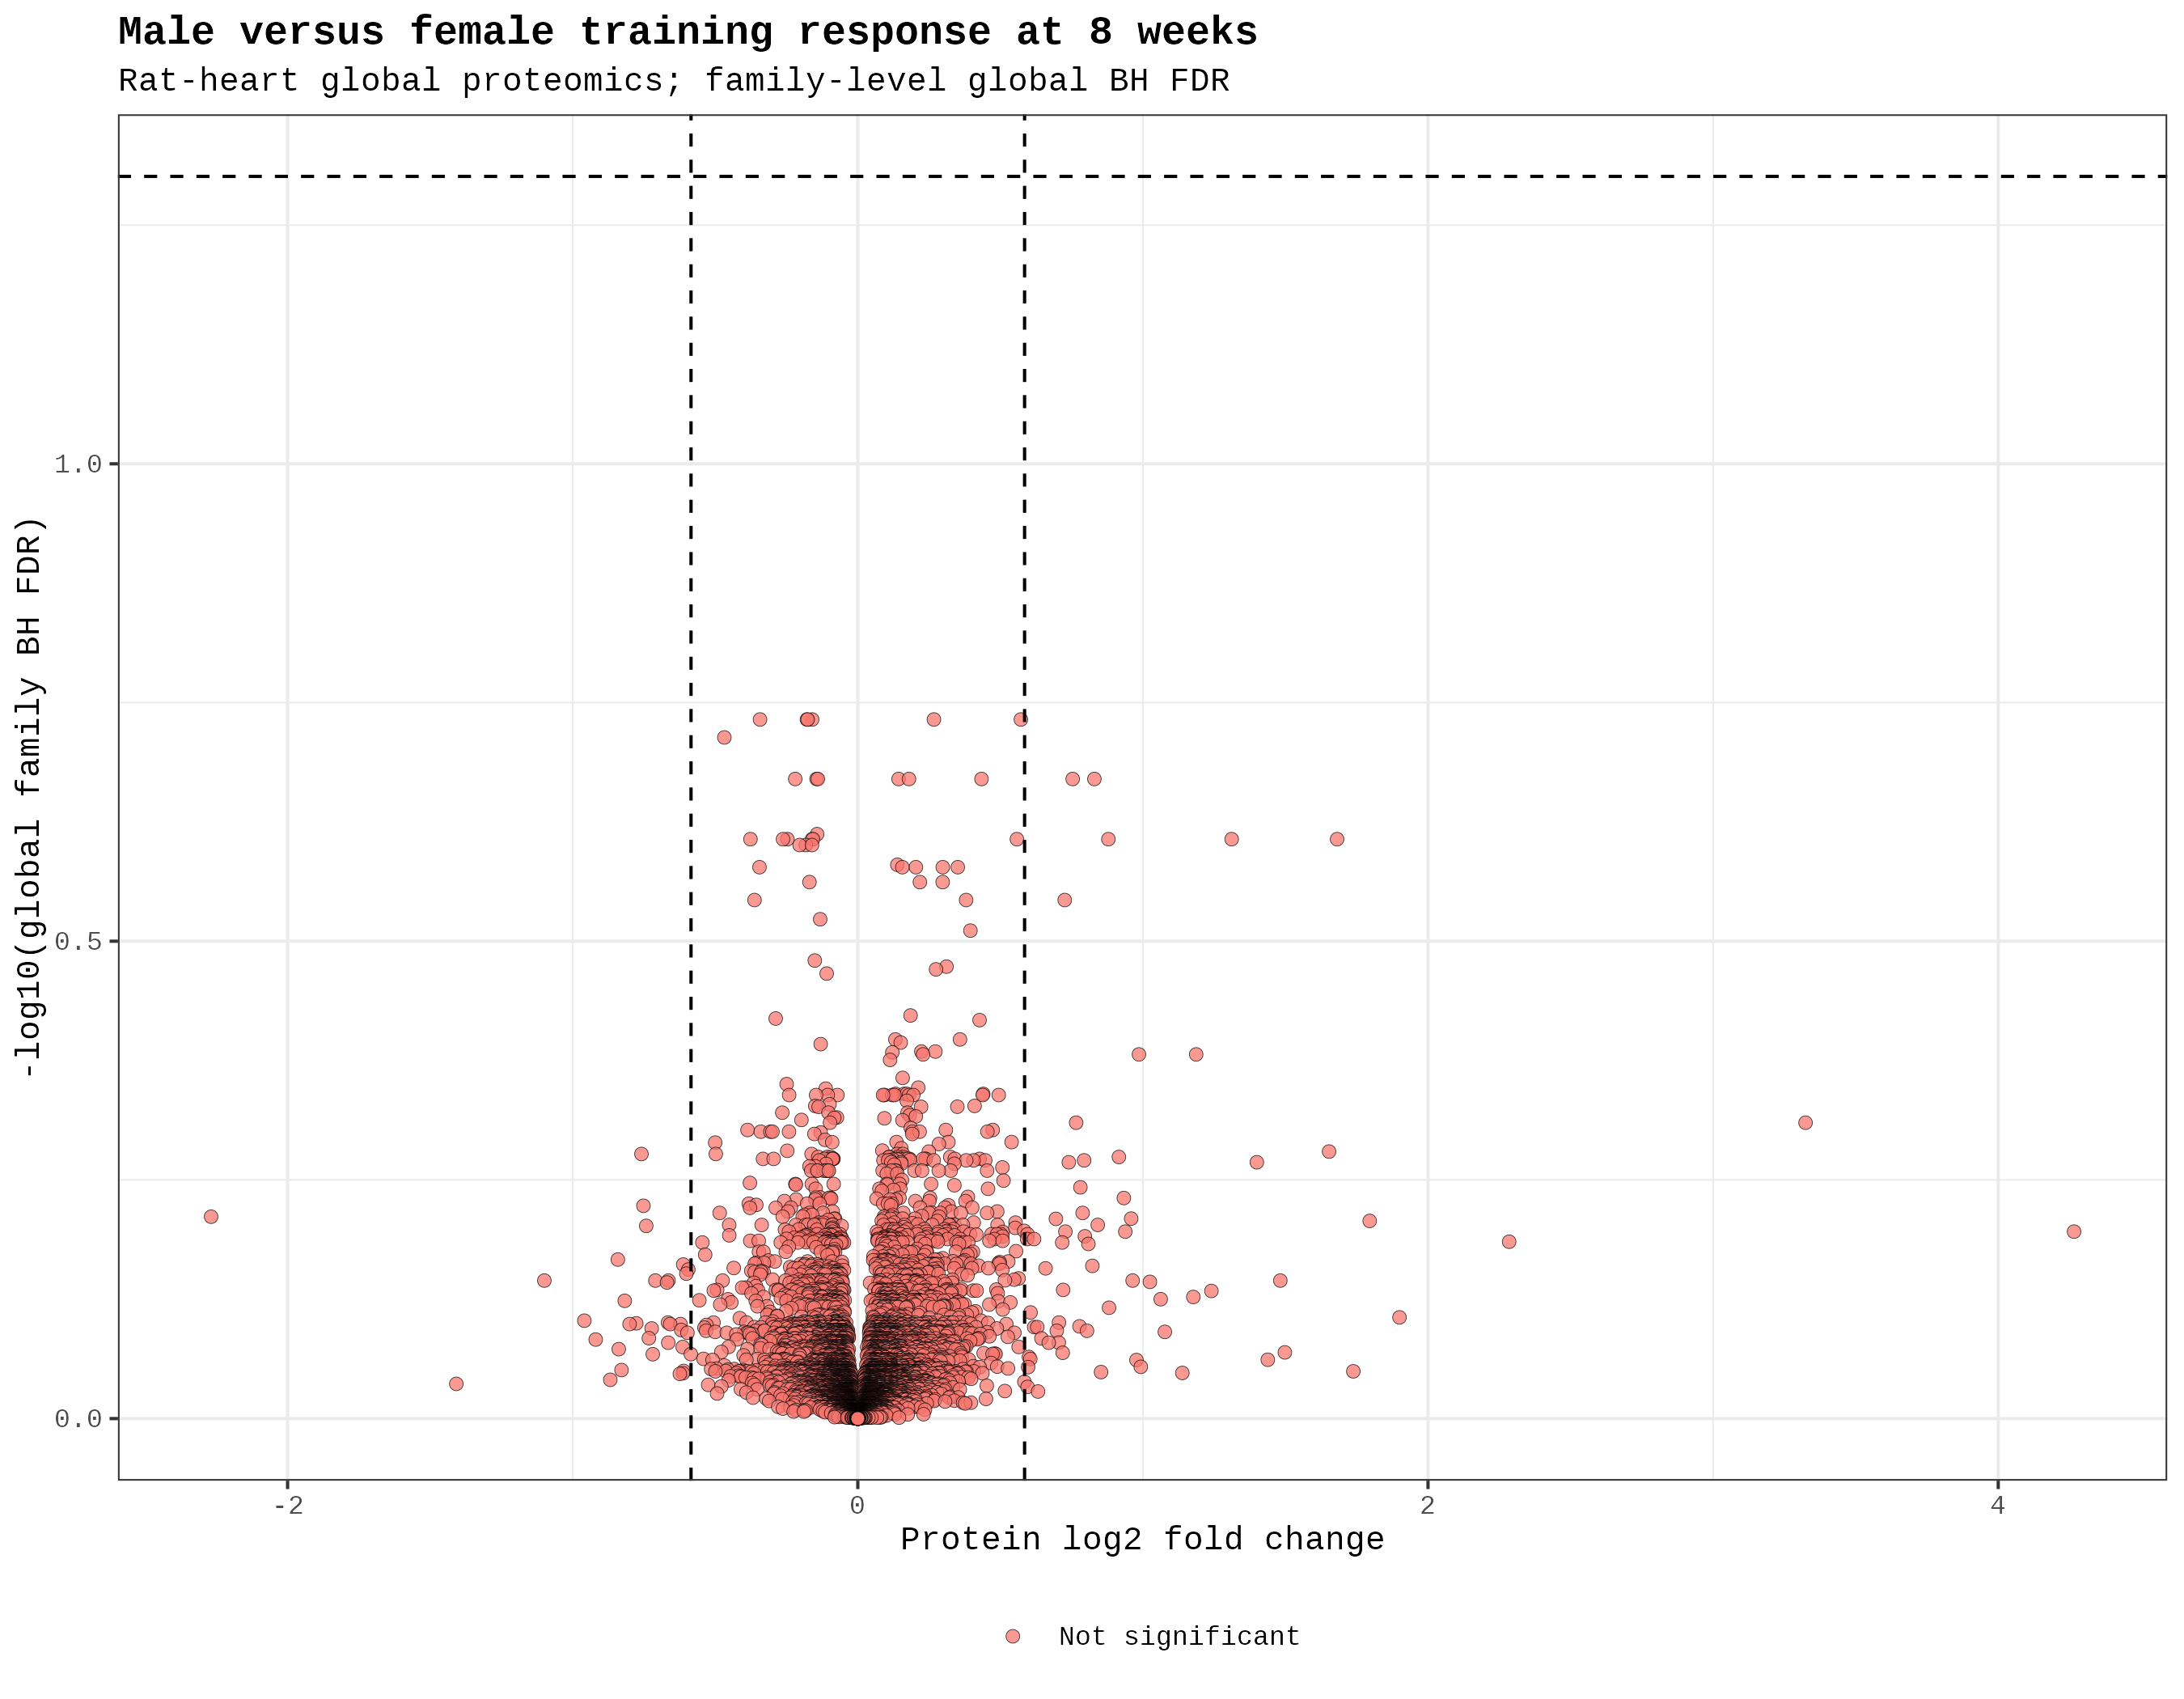 Male versus female training response at 8 weeks
Rat-heart global proteomics; family-level global BH FDR
-log10(global family BH FDR)
1.0
0.5
0.0
-2
0
2
4
Protein log2 fold change
Not significant